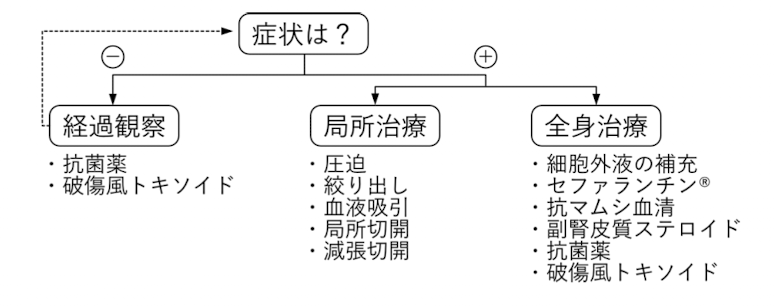 症状は？
⊖
⊕
経過観察
・抗菌薬
・破傷風トキソイド
局所治療
・圧迫
・絞り出し
・血液吸引
・局所切開
・減張切開
全身治療
・細胞外液の補充
・セファランチン®
・抗マムシ血清
・副腎皮質ステロイド
・抗菌薬
・破傷風トキソイド